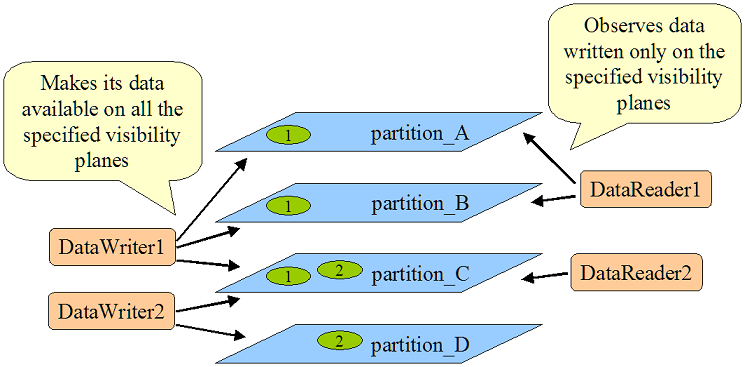 Observes data
written only on the
specified visibility
planes
Makes its data
available on all the
specified visibility
planes
1
partition_A
DataReader1
1
partition_B
DataWriter1
1
2
partition_C
DataReader2
DataWriter2
2
partition_D